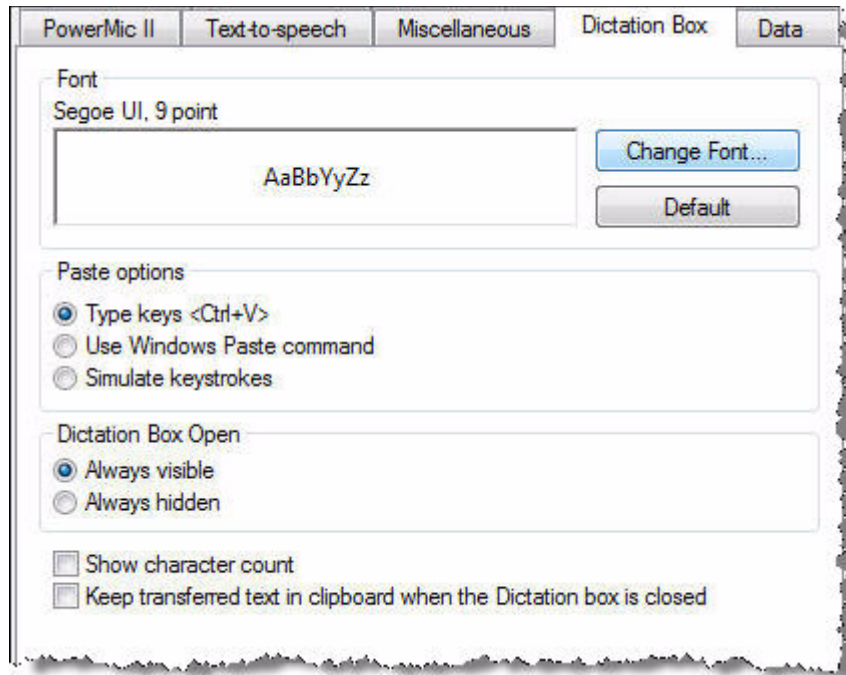 PowerMic II Text-to-speech Miscellaneous Dictation Box Data
Font
Segoe UI, 9 point
AaBbYyZz
Change Font...
Default
Paste options
Type keys <Ctrl+V>
Use Windows Paste command
Simulate keystrokes
Dictation Box Open
Always visible
Always hidden
Show character count
Keep transferred text in clipboard when the Dictation box is closed